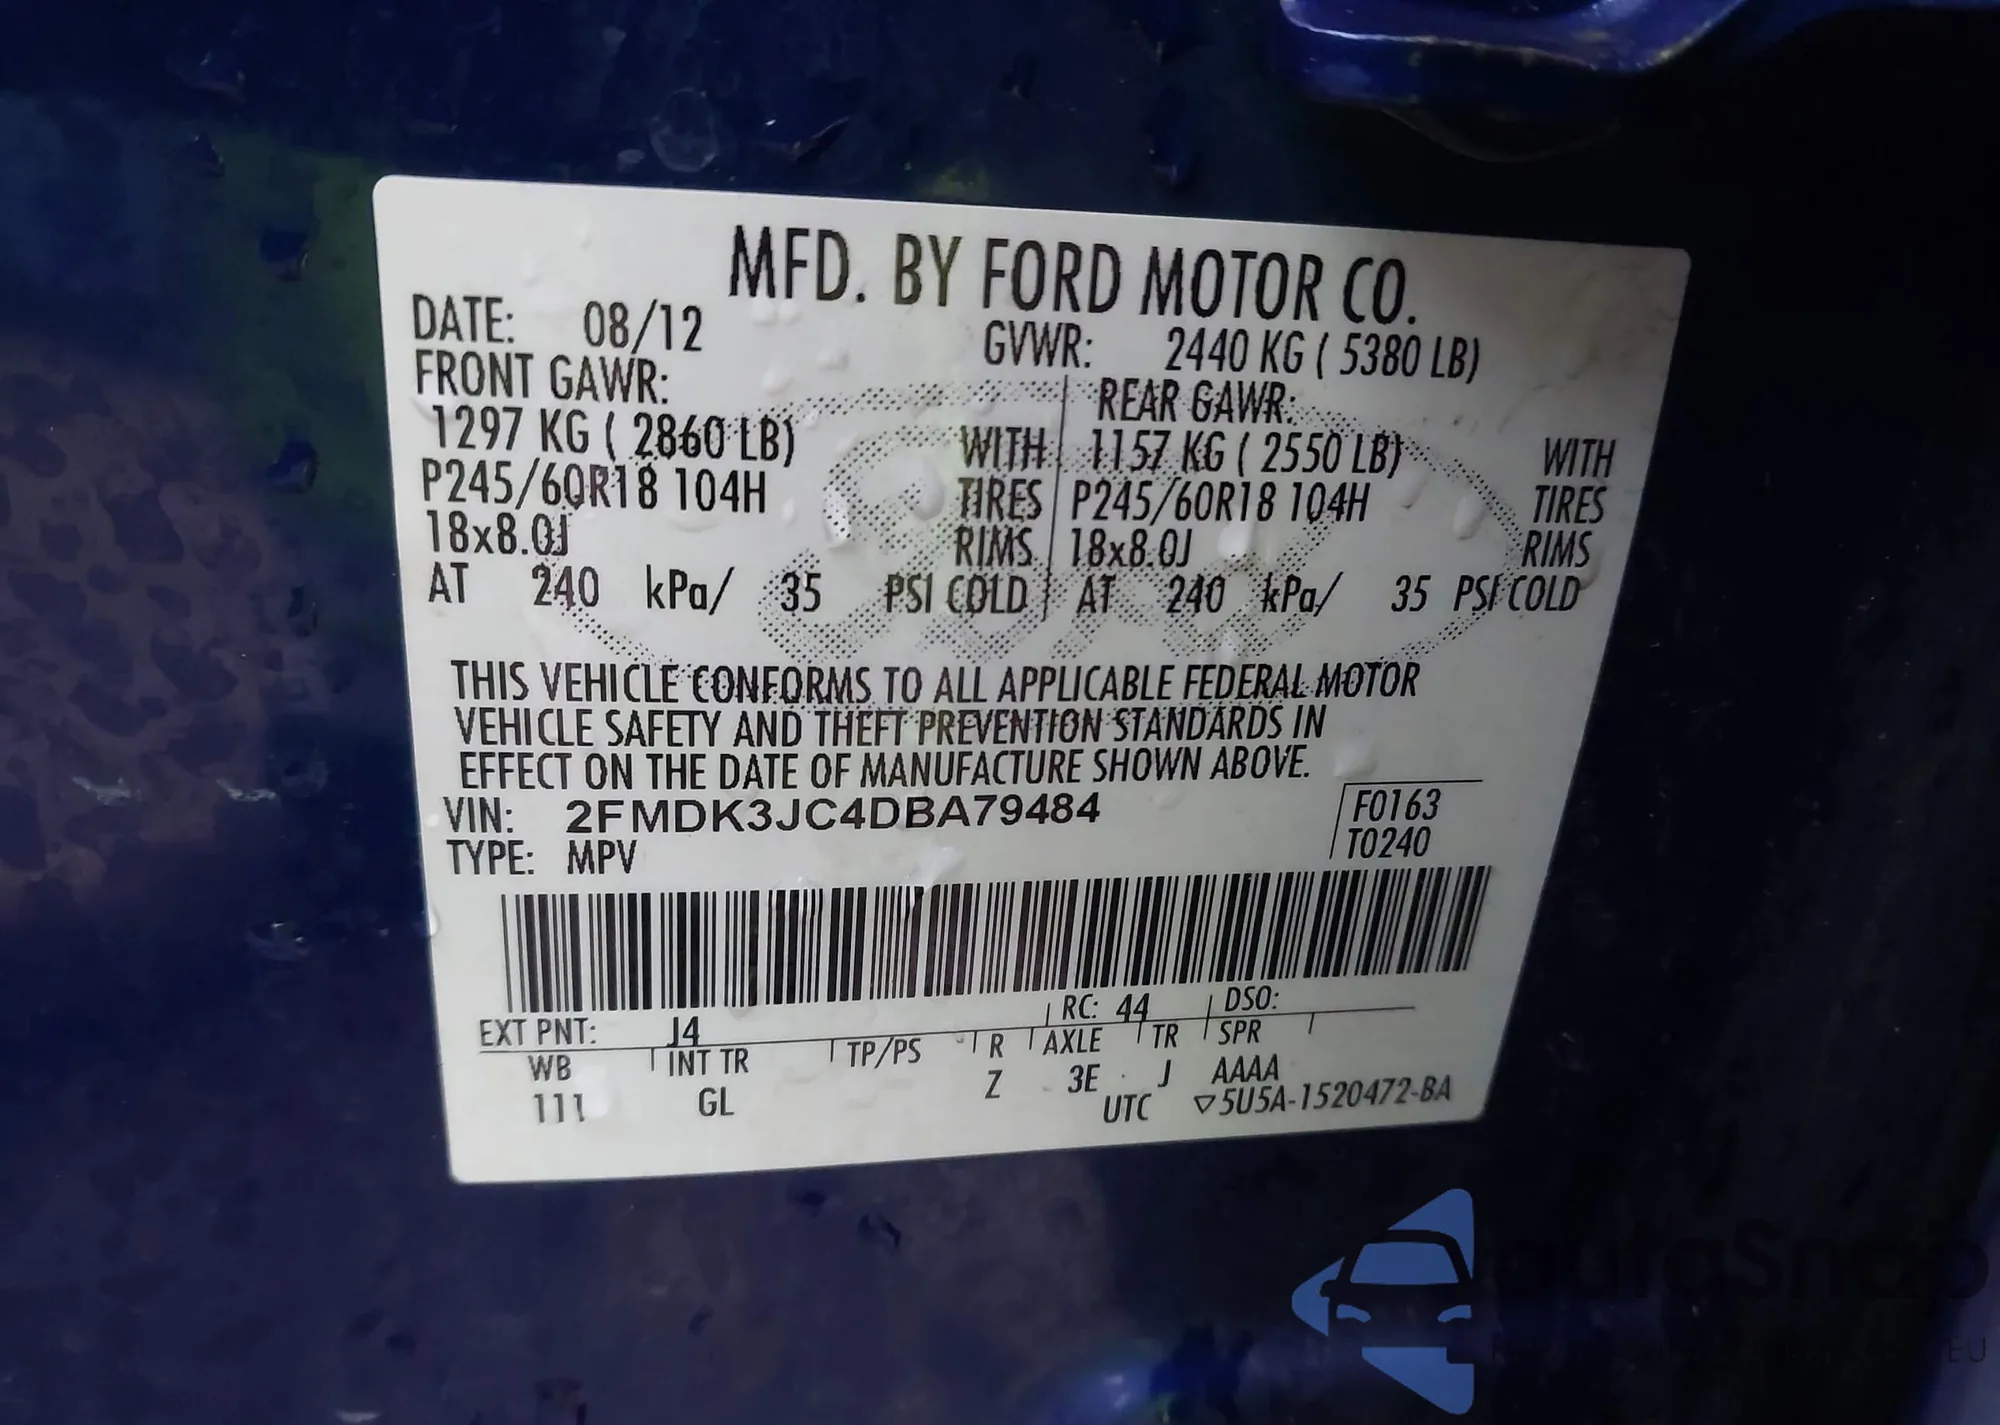 MFD. BY FORD MOTOR CO.
DATE: 08/12 GVWR: 2440 KG ( 5380 LB)
FRONT GAWR: REAR GAWR:
1297 KG ( 2860 LB) WITH 1157 KG ( 2550 LB) WITH
P245/60R18 104H TIRES P245/60R18 104H TIRES
18x8.0J RIMS 18x8.0J RIMS
AT 240 kPa/ 35 PSI COLD AT 240 kPa/ 35 PSI COLD
THIS VEHICLE CONFORMS TO ALL APPLICABLE FEDERAL MOTOR
VEHICLE SAFETY AND THEFT PREVENTION STANDARDS IN
EFFECT ON THE DATE OF MANUFACTURE SHOWN ABOVE.
VIN: 2FMDK3JC4DBA79484 F0163
TYPE: MPV T0240
EXT PNT: J4 RC: 44 DSO:
WB INT TR TP/PS R AXLE TR SPR
111 GL Z 3E J AAAA
UTC ▽5U5A-1520472-BA
auraSnap
EU